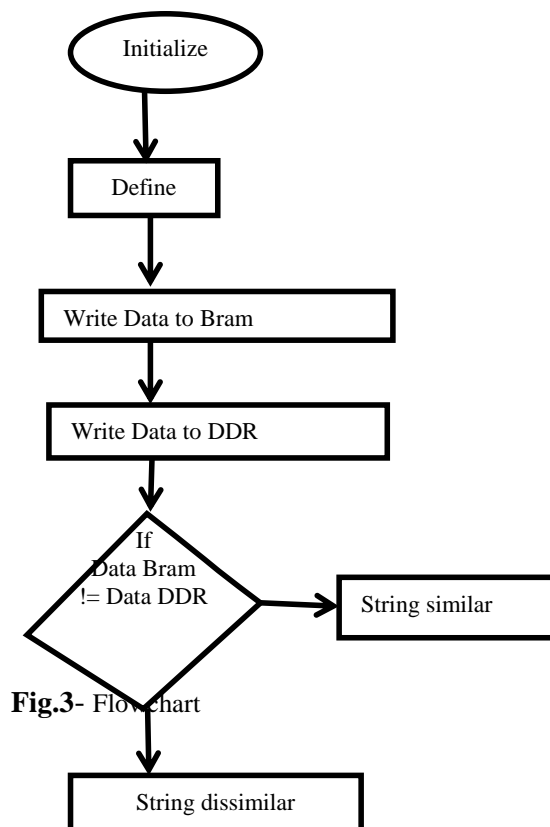 Initialize
Define
Write Data to Bram
Write Data to DDR
If
Data Bram
!= Data DDR
String similar
Fig.3- Flowchart
String dissimilar